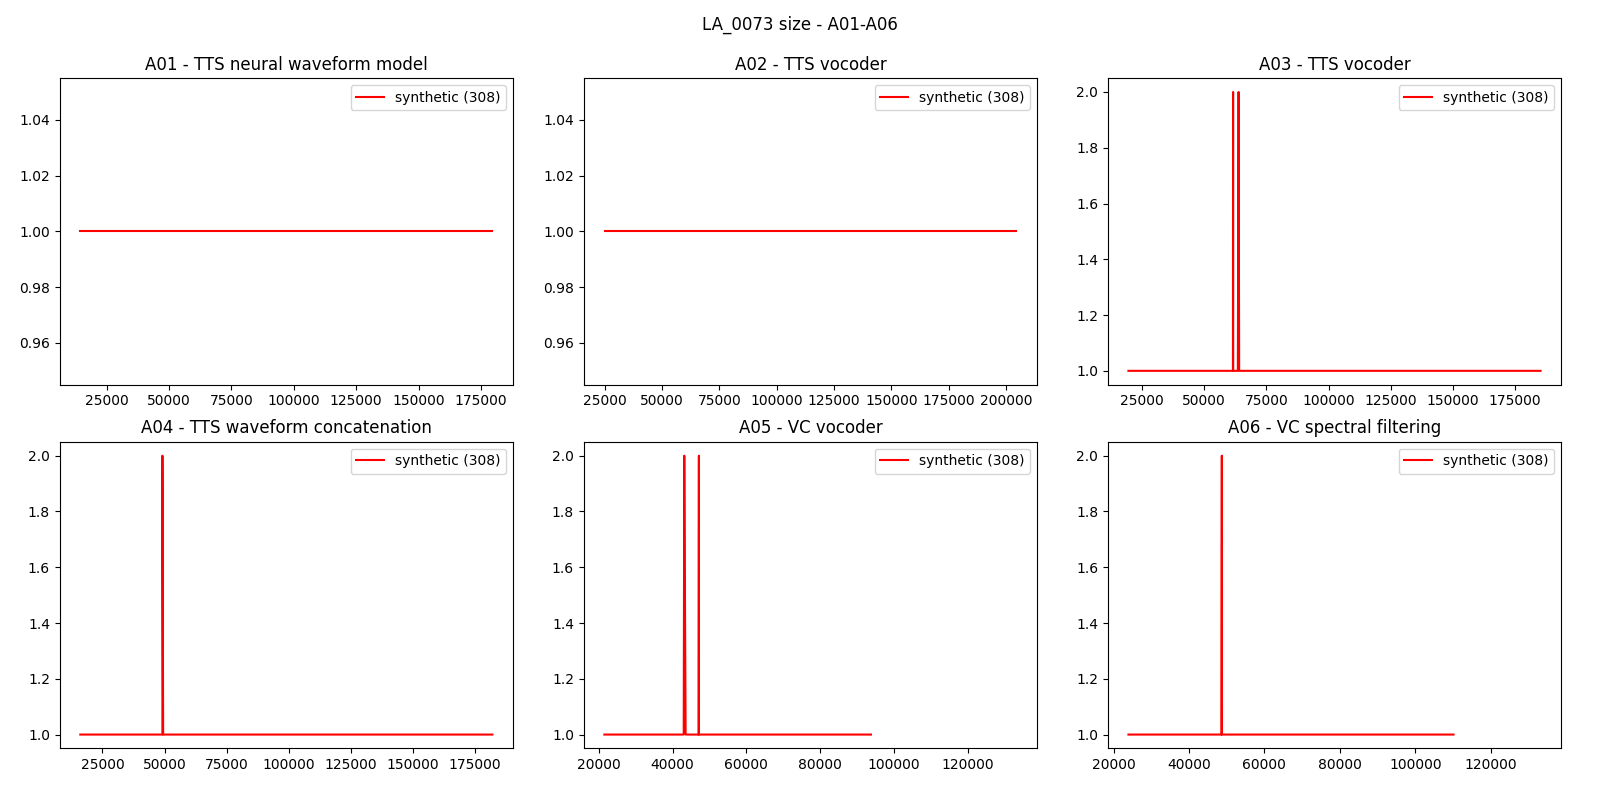 LA_0073 size - A01-A06
A01 - TTS neural waveform model
synthetic (308)
1.04
1.02
1.00
0.98
0.96
25000 50000 75000 100000 125000 150000 175000
A02 - TTS vocoder
synthetic (308)
1.04
1.02
1.00
0.98
0.96
25000 50000 75000 100000 125000 150000 175000 200000
A03 - TTS vocoder
synthetic (308)
2.0
1.8
1.6
1.4
1.2
1.0
25000 50000 75000 100000 125000 150000 175000
A04 - TTS waveform concatenation
synthetic (308)
2.0
1.8
1.6
1.4
1.2
1.0
25000 50000 75000 100000 125000 150000 175000
A05 - VC vocoder
synthetic (308)
2.0
1.8
1.6
1.4
1.2
1.0
20000 40000 60000 80000 100000 120000
A06 - VC spectral filtering
synthetic (308)
2.0
1.8
1.6
1.4
1.2
1.0
20000 40000 60000 80000 100000 120000